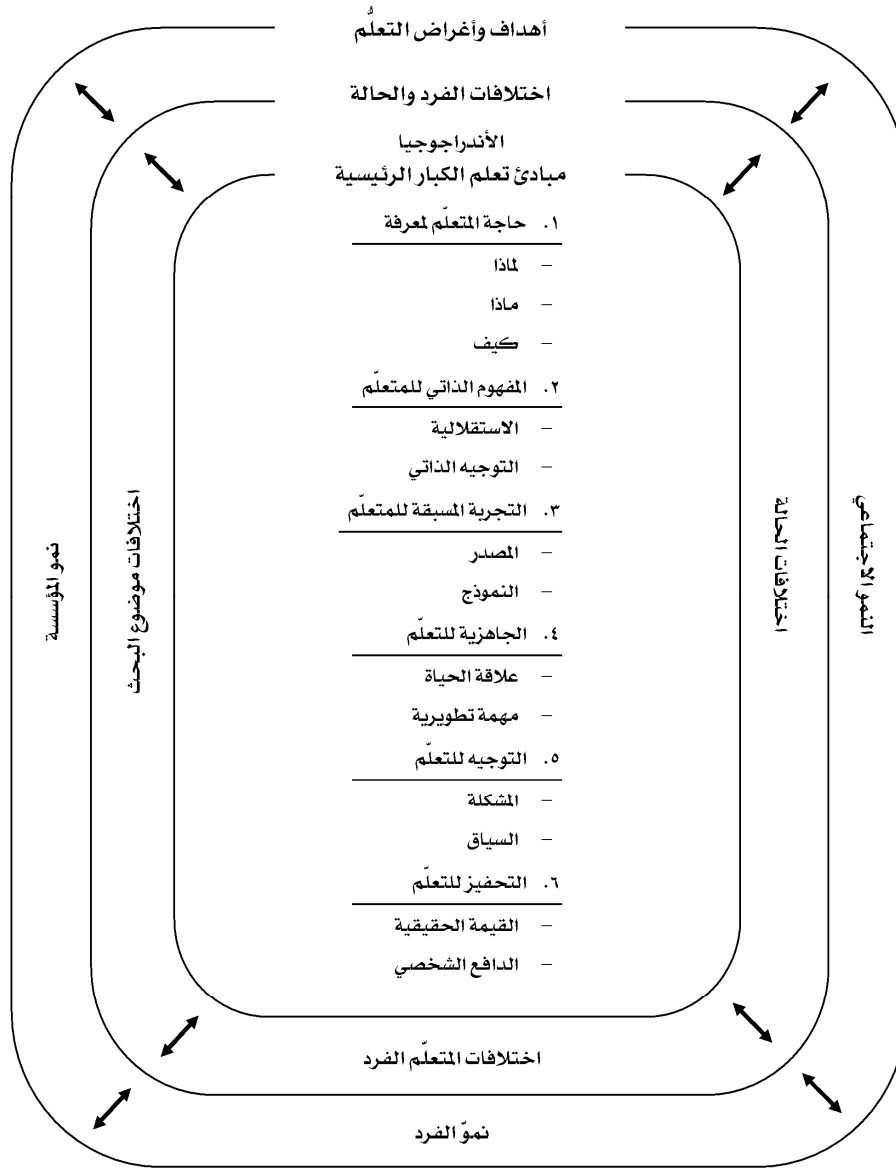 أهداف وأغراض التعلُّم
اختلافات الفرد والحالة
الأندراجوجيا
مبادئ تعلم الكبار الرئيسية
١. حاجة المتعلّم لمعرفة
– لماذا
– ماذا
– كيف
٢. المفهوم الذاتي للمتعلّم
– الاستقلالية
– التوجيه الذاتي
٣. التجربة المسبقة للمتعلّم
– المصدر
– النموذج
٤. الجاهزية للتعلّم
– علاقة الحياة
– مهمة تطويرية
٥. التوجيه للتعلّم
– المشكلة
– السياق
٦. التحفيز للتعلّم
– القيمة الحقيقية
– الدافع الشخصي
النمو الاجتماعي
اختلافات الحالة
اختلافات موضوع البحث
نمو المؤسسة
اختلافات المتعلّم الفرد
نموّ الفرد